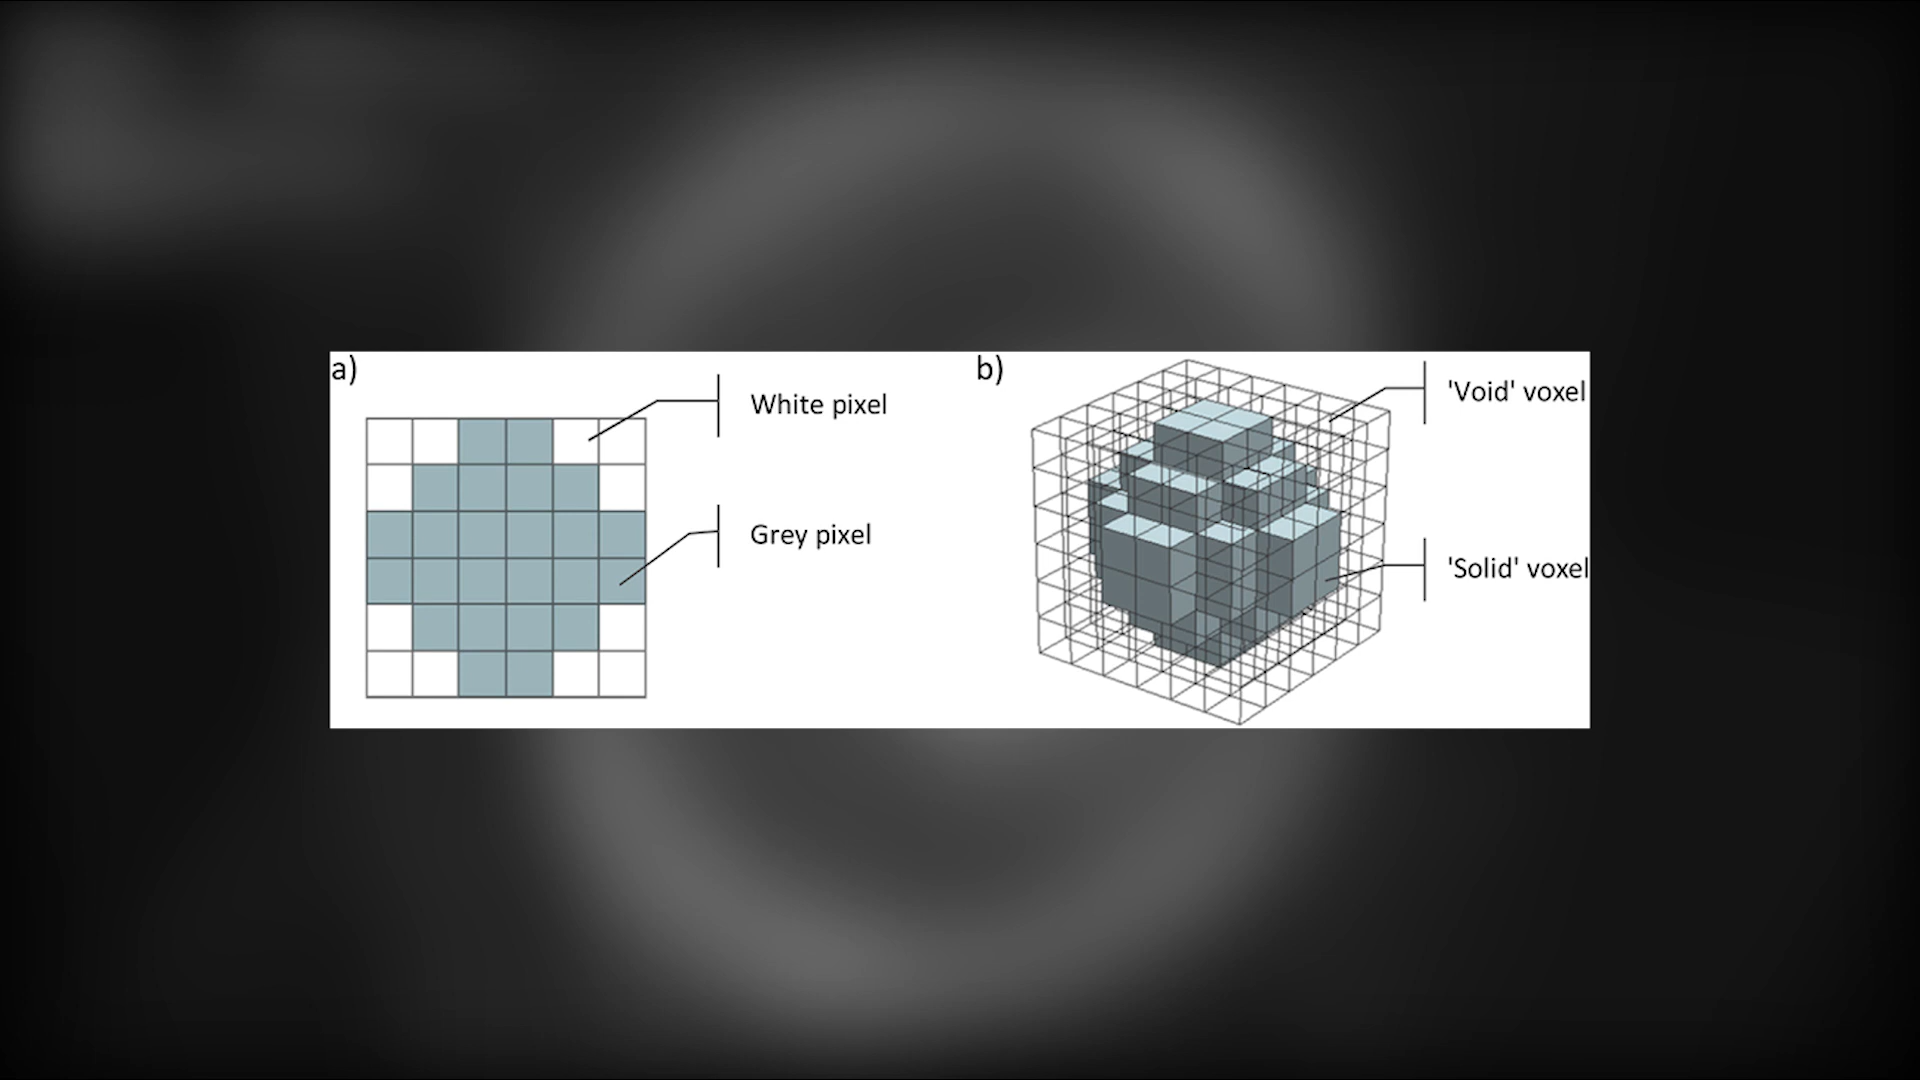 a)
White pixel
Grey pixel
b)
'Void' voxel
'Solid' voxel